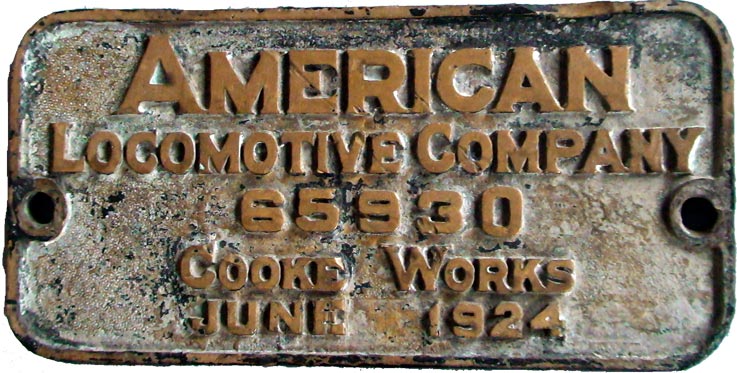 AMERICAN
LOCOMOTIVE COMPANY
65930
COOKE WORKS
JUNE 1924